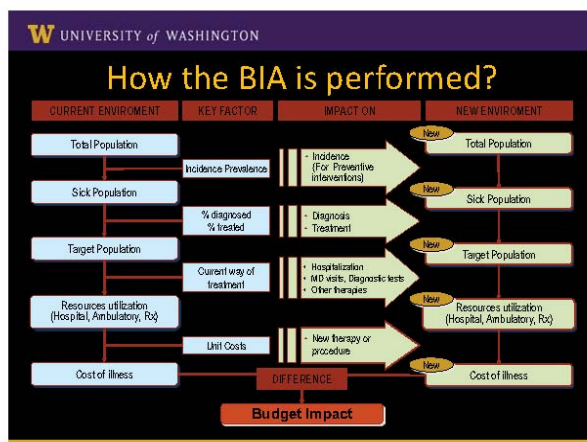 W UNIVERSITY of WASHINGTON
How the BIA is performed?
CURRENT ENVIROMENT
KEY FACTOR
IMPACT ON
NEW ENVIROMENT
Total Population
Incidence Prevalence
• Incidence
(For Preventive
interventions)
New
Total Population
Sick Population
% diagnosed
% treated
• Diagnosis
• Treatment
New
Sick Population
Target Population
Current way of
treatment
• Hospitalization
• MD visits, Diagnostic tests
• Other therapies
New
Target Population
Resources utilization
(Hospital, Ambulatory, Rx)
Unit Costs
• New therapy or
procedure
New
Resources utilization
(Hospital, Ambulatory, Rx)
Cost of illness
DIFFERENCE
New
Cost of illness
Budget Impact